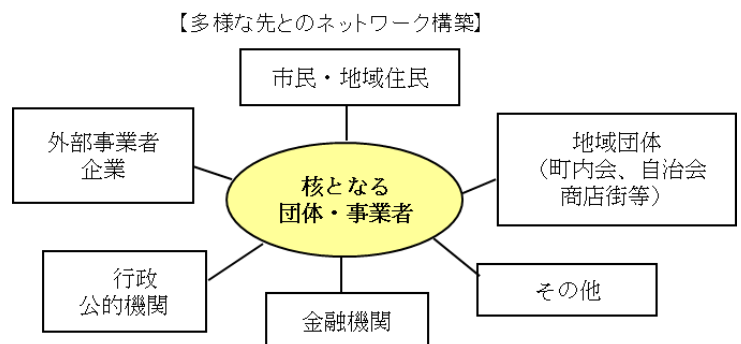 【多様な先とのネットワーク構築】
市民・地域住民
外部事業者
企業
地域団体
（町内会、自治会
商店街等）
核となる
団体・事業者
行政
公的機関
金融機関
その他